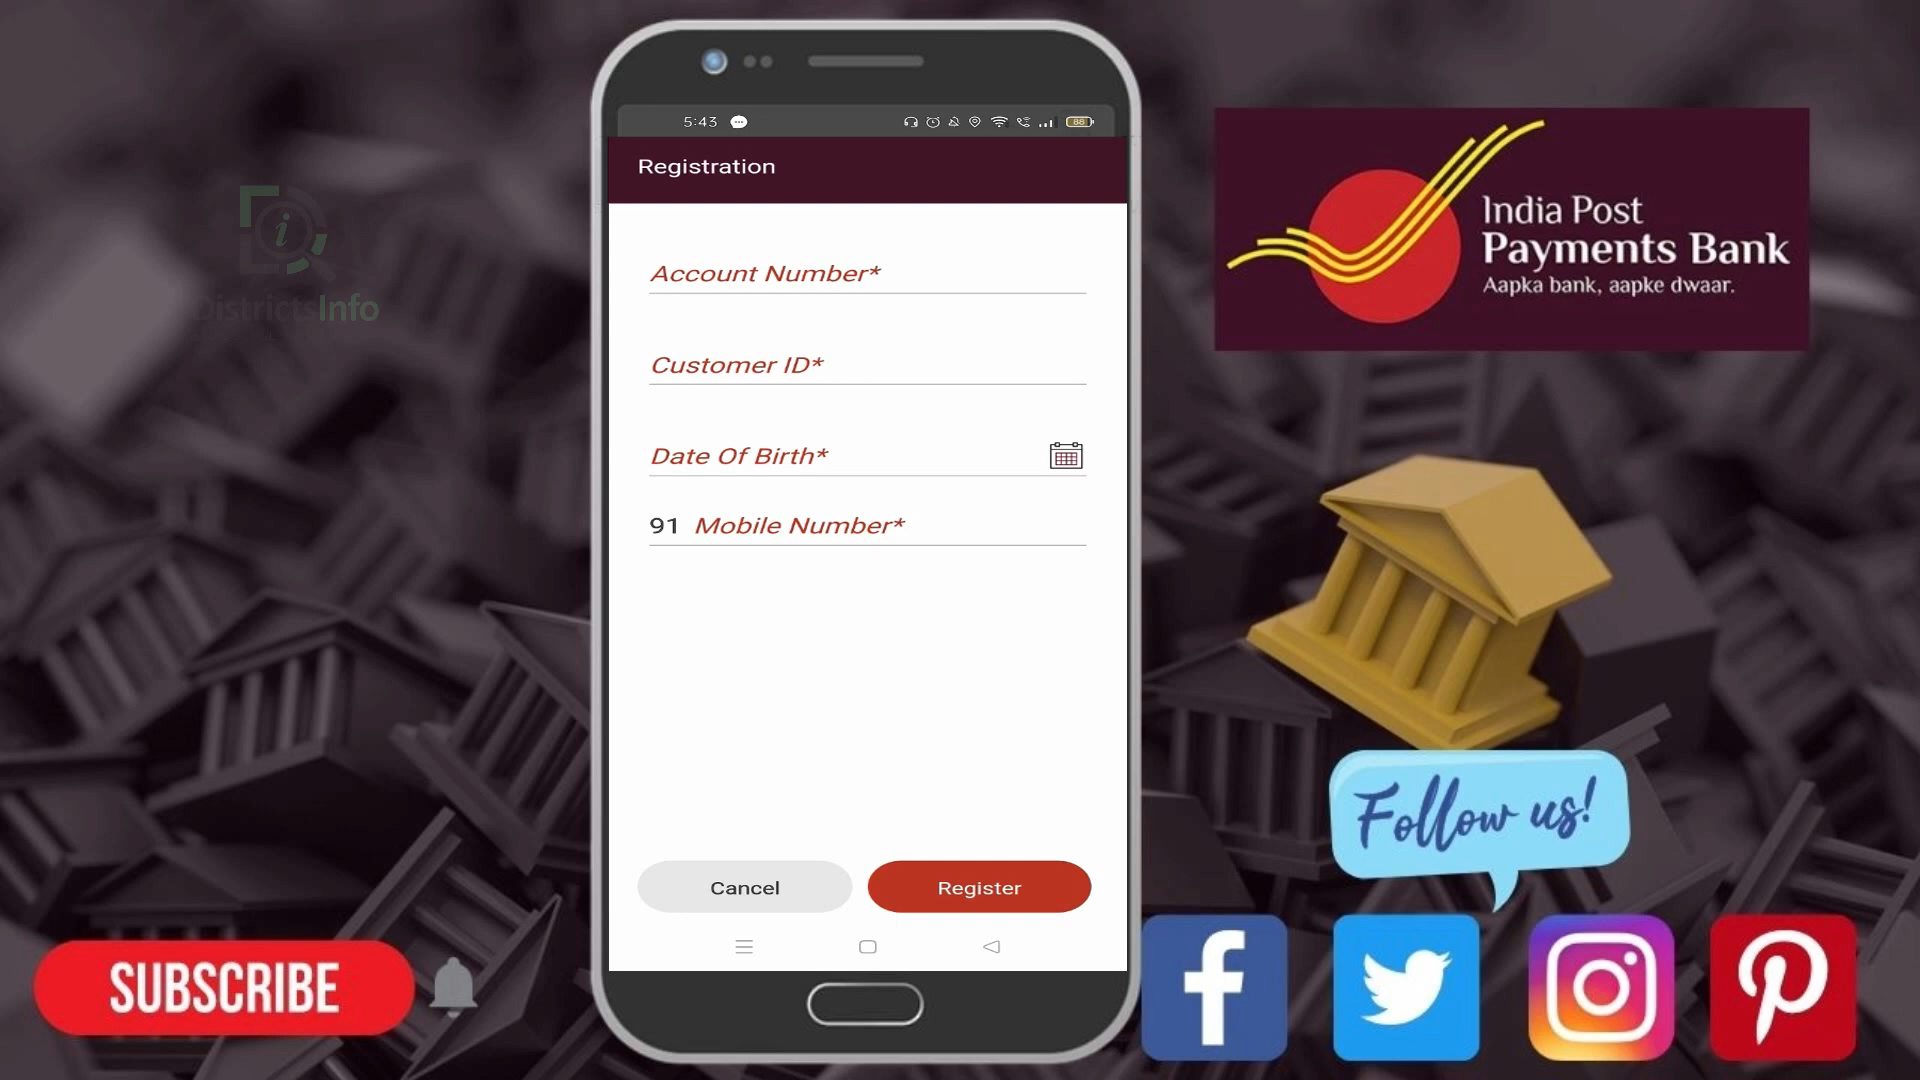 5:43
88
Registration
Account Number*
Customer ID*
Date Of Birth*
91 Mobile Number*
Cancel
Register
DistrictsInfo
India Post
Payments Bank
Aapka bank, aapke dwaar.
Follow us!
SUBSCRIBE